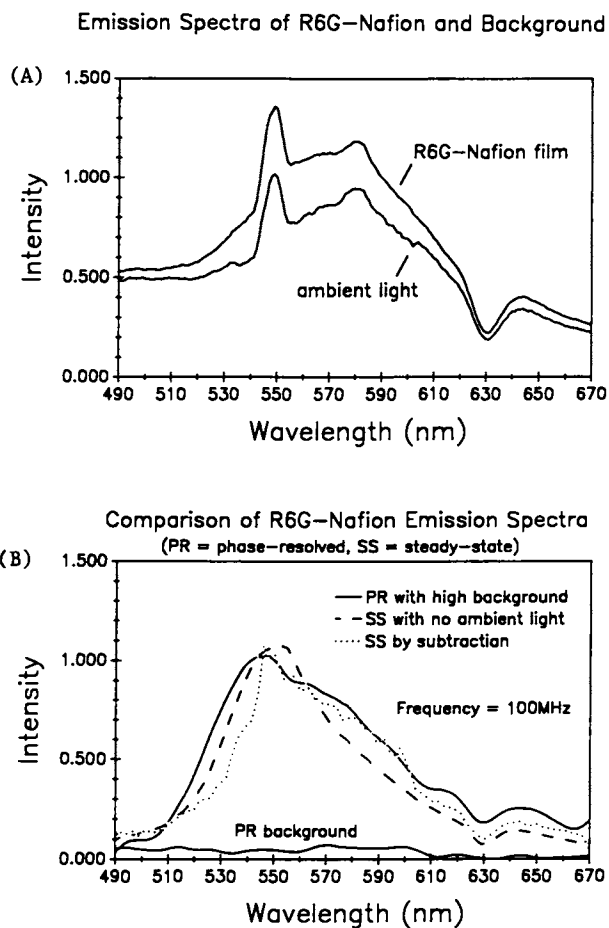 Emission Spectra of R6G-Nafion and Background
(A)
1.500
1.000
0.500
0.000
Intensity
R6G-Nafion film
ambient light
490 510 530 550 570 590 610 630 650 670
Wavelength (nm)
Comparison of R6G-Nafion Emission Spectra
(PR = phase-resolved, SS = steady-state)
(B)
1.500
1.000
0.500
0.000
Intensity
PR with high background
SS with no ambient light
SS by subtraction
Frequency = 100MHz
PR background
490 510 530 550 570 590 610 630 650 670
Wavelength (nm)